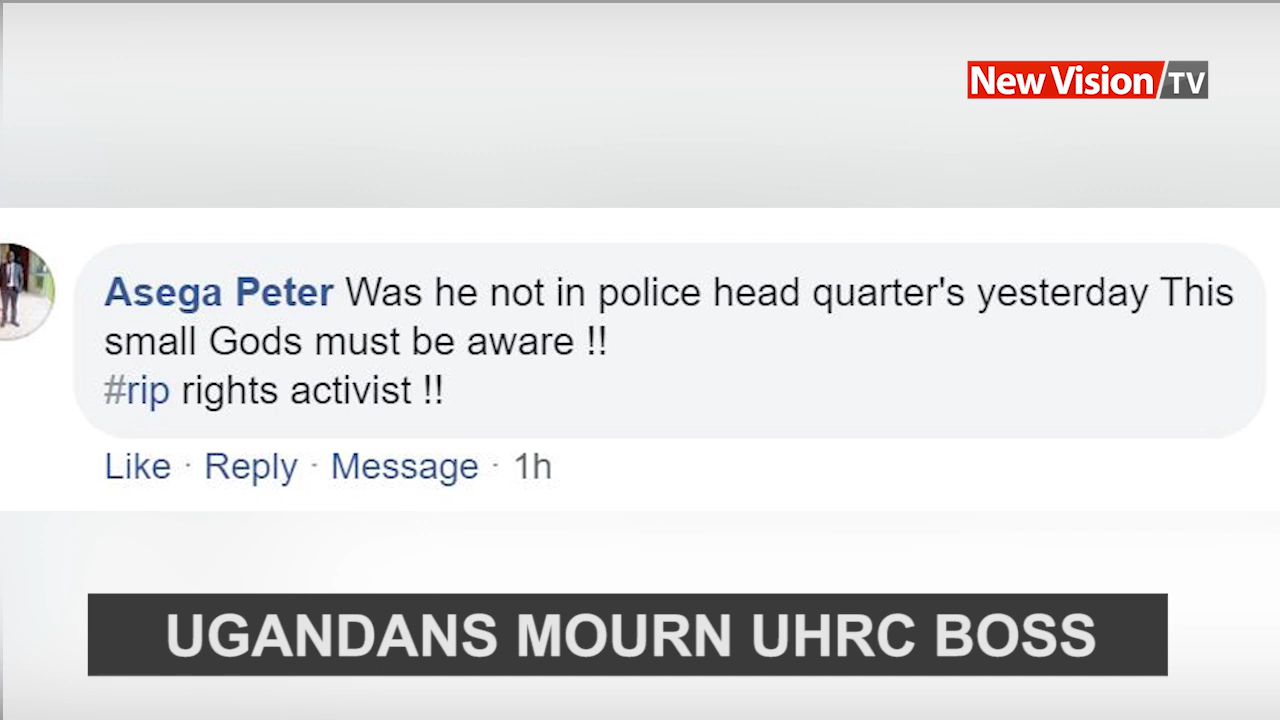 New Vision/TV
Asega Peter Was he not in police head quarter's yesterday This
small Gods must be aware !!
#rip rights activist !!
Like · Reply · Message · 1h
UGANDANS MOURN UHRC BOSS